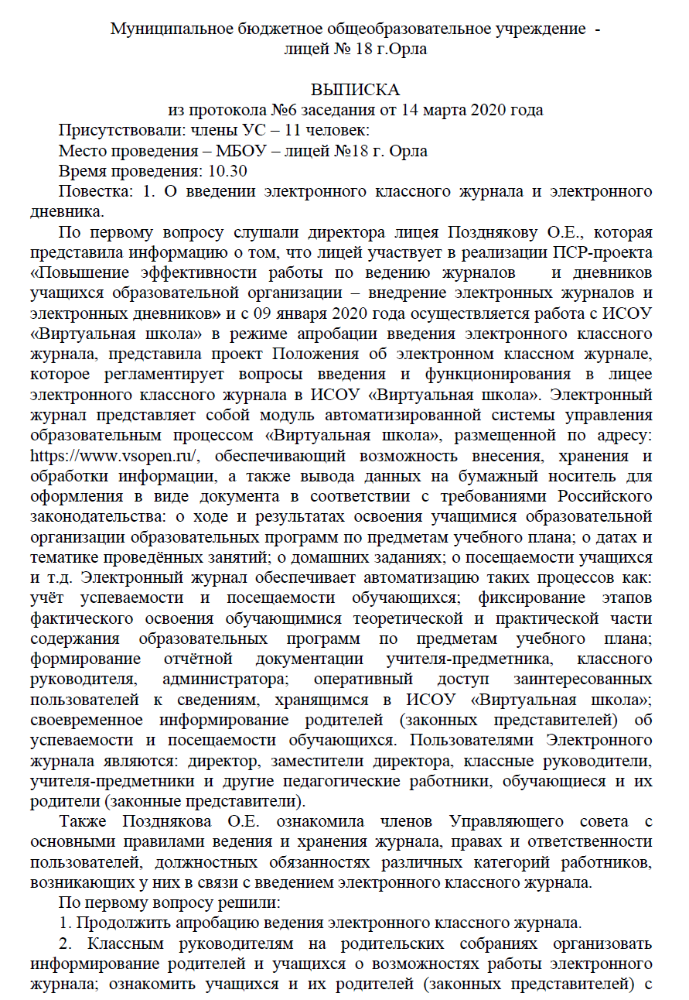 Муниципальное бюджетное общеобразовательное учреждение -
лицей № 18 г.Орла
ВЫПИСКА
из протокола №6 заседания от 14 марта 2020 года
Присутствовали: члены УС – 11 человек:
Место проведения – МБОУ – лицей №18 г. Орла
Время проведения: 10.30
Повестка: 1. О введении электронного классного журнала и электронного
дневника.
По первому вопросу слушали директора лицея Позднякову О.Е., которая
представила информацию о том, что лицей участвует в реализации ПСР-проекта
«Повышение эффективности работы по ведению журналов и дневников
учащихся образовательной организации – внедрение электронных журналов и
электронных дневников» и с 09 января 2020 года осуществляется работа с ИСОУ
«Виртуальная школа» в режиме апробации введения электронного классного
журнала, представила проект Положения об электронном классном журнале,
которое регламентирует вопросы введения и функционирования в лицее
электронного классного журнала в ИСОУ «Виртуальная школа». Электронный
журнал представляет собой модуль автоматизированной системы управления
образовательным процессом «Виртуальная школа», размещенной по адресу:
https://www.vsopen.ru/, обеспечивающий возможность внесения, хранения и
обработки информации, а также вывода данных на бумажный носитель для
оформления в виде документа в соответствии с требованиями Российского
законодательства: о ходе и результатах освоения учащимися образовательной
организации образовательных программ по предметам учебного плана; о датах и
тематике проведённых занятий; о домашних заданиях; о посещаемости учащихся
и т.д. Электронный журнал обеспечивает автоматизацию таких процессов как:
учёт успеваемости и посещаемости обучающихся; фиксирование этапов
фактического освоения обучающимися теоретической и практической части
содержания образовательных программ по предметам учебного плана;
формирование отчётной документации учителя-предметника, классного
руководителя, администратора; оперативный доступ заинтересованных
пользователей к сведениям, хранящимся в ИСОУ «Виртуальная школа»;
своевременное информирование родителей (законных представителей) об
успеваемости и посещаемости обучающихся. Пользователями Электронного
журнала являются: директор, заместители директора, классные руководители,
учителя-предметники и другие педагогические работники, обучающиеся и их
родители (законные представители).
Также Позднякова О.Е. ознакомила членов Управляющего совета с
основными правилами ведения и хранения журнала, правах и ответственности
пользователей, должностных обязанностях различных категорий работников,
возникающих у них в связи с введением электронного классного журнала.
По первому вопросу решили:
1. Продолжить апробацию ведения электронного классного журнала.
2. Классным руководителям на родительских собраниях организовать
информирование родителей и учащихся о возможностях работы электронного
журнала; ознакомить учащихся и их родителей (законных представителей) с